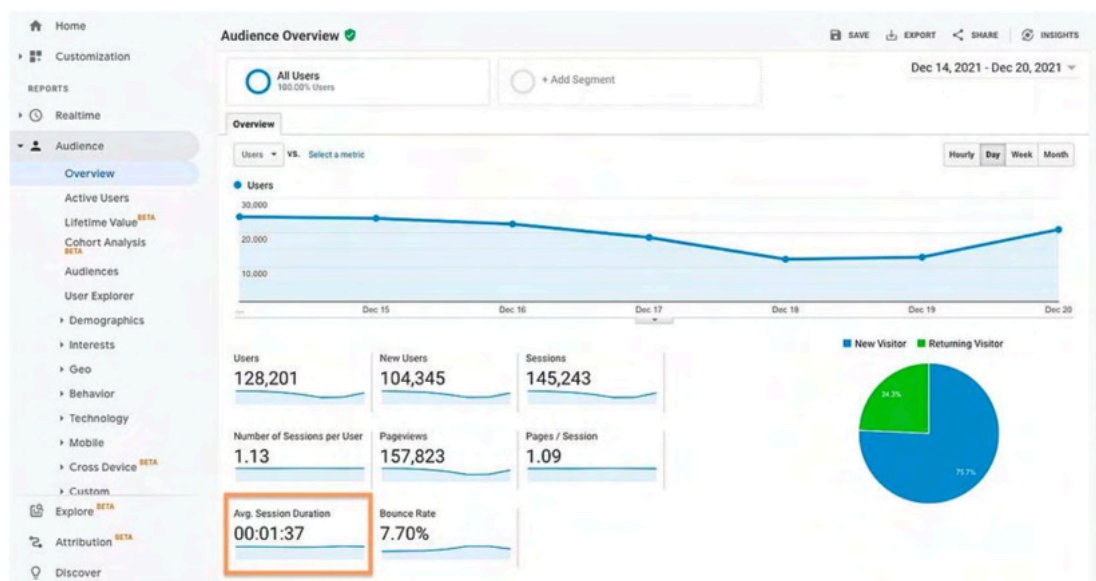 Home
Customization
REPORTS
Realtime
Audience
Overview
Active Users
Lifetime Value BETA
Cohort Analysis
BETA
Audiences
User Explorer
Demographics
Interests
Geo
Behavior
Technology
Mobile
Cross Device BETA
Custom
Explore BETA
Attribution BETA
Discover
Audience Overview
SAVE EXPORT SHARE INSIGHTS
All Users
100.00% Users
+ Add Segment
Dec 14, 2021 - Dec 20, 2021
Overview
Users VS. Select a metric
Hourly Day Week Month
Users
30,000
20,000
10,000
... Dec 15 Dec 16 Dec 17 Dec 18 Dec 19 Dec 20
New Visitor Returning Visitor
Users
128,201
New Users
104,345
Sessions
145,243
Number of Sessions per User
1.13
Pageviews
157,823
Pages / Session
1.09
Avg. Session Duration
00:01:37
Bounce Rate
7.70%
24.3%
75.7%